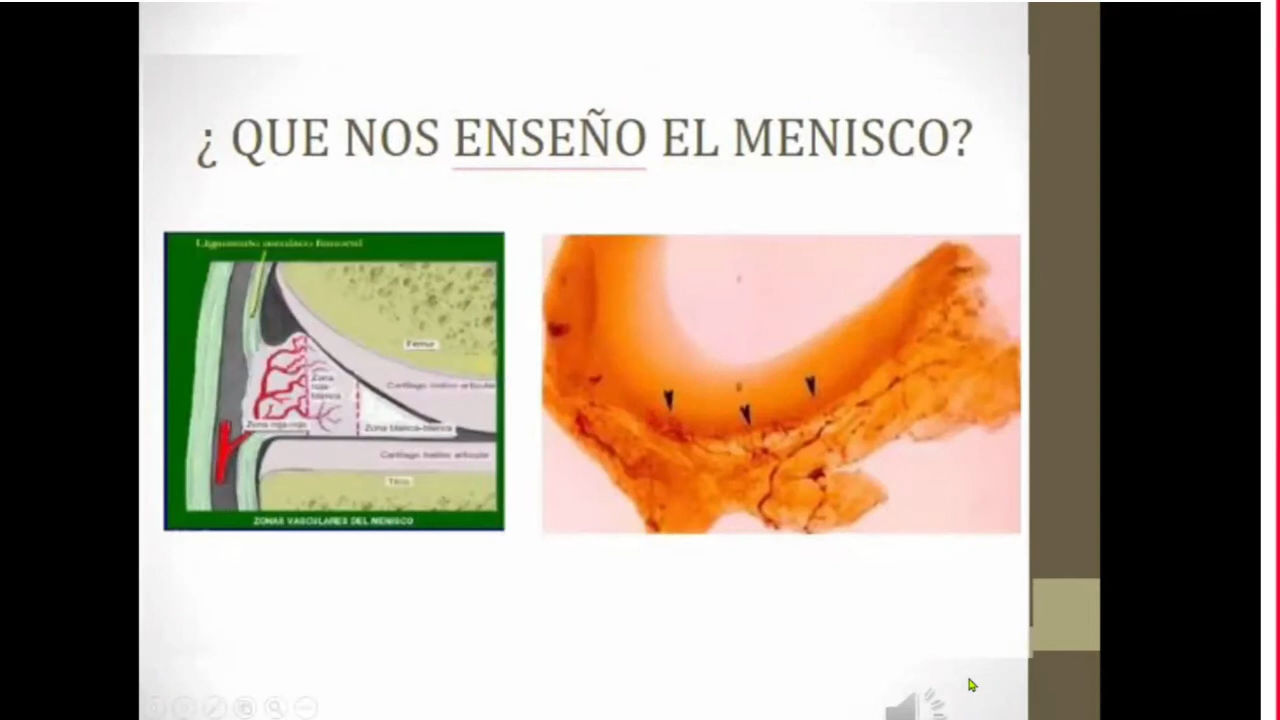 ¿ QUE NOS ENSEÑO EL MENISCO?
Ligamento menisco femoral
Fémur
Zona
roja-
blanca
Cartílago hialino articular
Zona roja-roja
Zona blanca-blanca
Cartílago hialino articular
Tibia
ZONAS VASCULARES DEL MENISCO